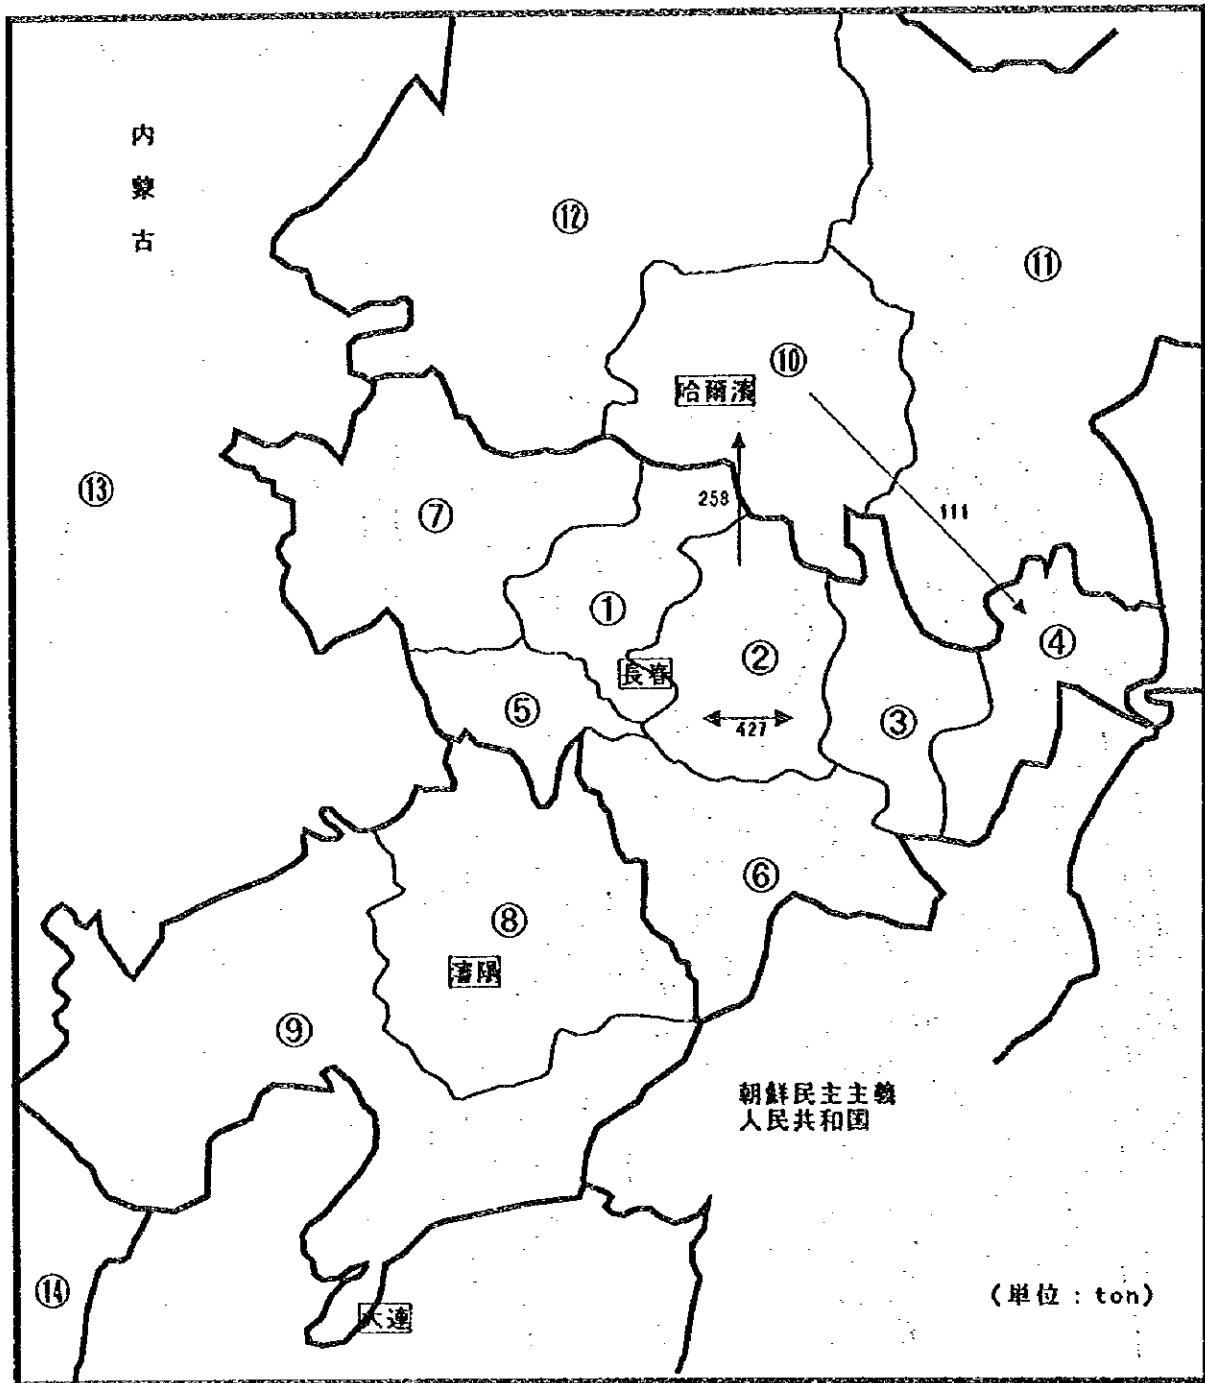 内
蒙
古
⑫
⑪
⑩
哈爾濱
⑬
⑦
258
111
①
④
長春
②
⑤
427
③
⑥
⑧
瀋陽
⑨
朝鮮民主主義
人民共和国
(単位：ton)
⑭
大連